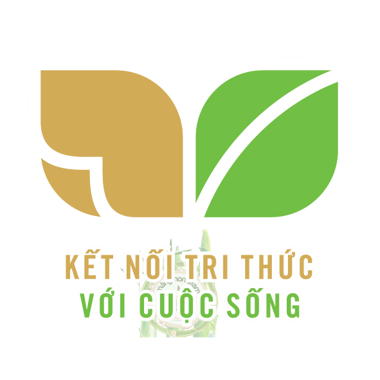 KẾT NỐI TRI THỨC
VỚI CUỘC SỐNG